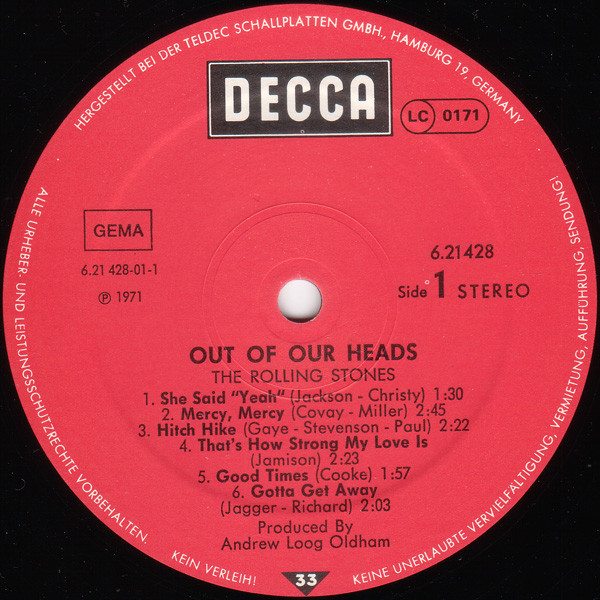 HERGESTELLT BEI DER TELDEC SCHALLPLATTEN GMBH, HAMBURG 19, GERMANY
DECCA
LC 0171
GEMA
6.21 428-01-1
℗ 1971
6.21428
Side 1 STEREO
OUT OF OUR HEADS
THE ROLLING STONES
1. She Said "Yeah" (Jackson - Christy) 1:30
2. Mercy, Mercy (Covay - Miller) 2:45
3. Hitch Hike (Gaye - Stevenson - Paul) 2:22
4. That's How Strong My Love Is
(Jamison) 2:23
5. Good Times (Cooke) 1:57
6. Gotta Get Away
(Jagger - Richard) 2:03
Produced By
Andrew Loog Oldham
33
ALLE URHEBER- UND LEISTUNGSSCHUTZRECHTE VORBEHALTEN.
KEIN VERLEIH!
KEINE UNERLAUBTE VERVIELFÄLTIGUNG, VERMIETUNG, AUFFÜHRUNG, SENDUNG!